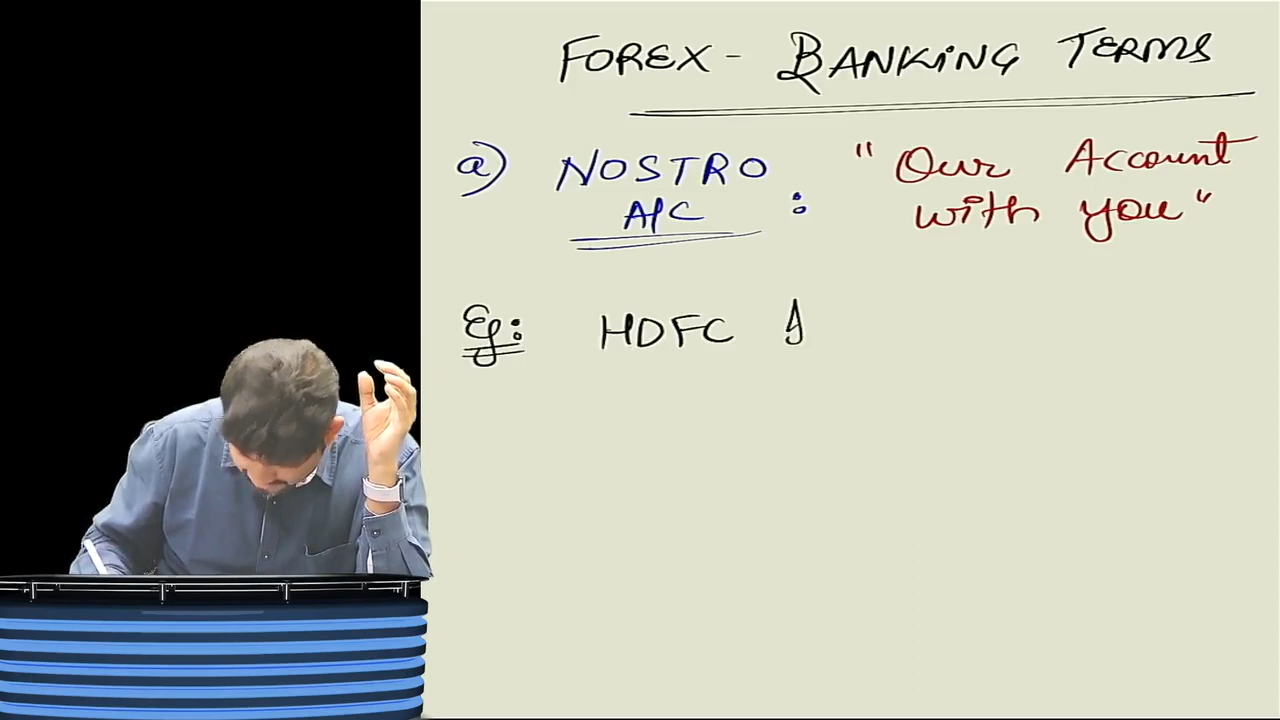 FOREX - BANKING TERMS
a) NOSTRO A/C : "Our Account with you"
Eg: HDFC